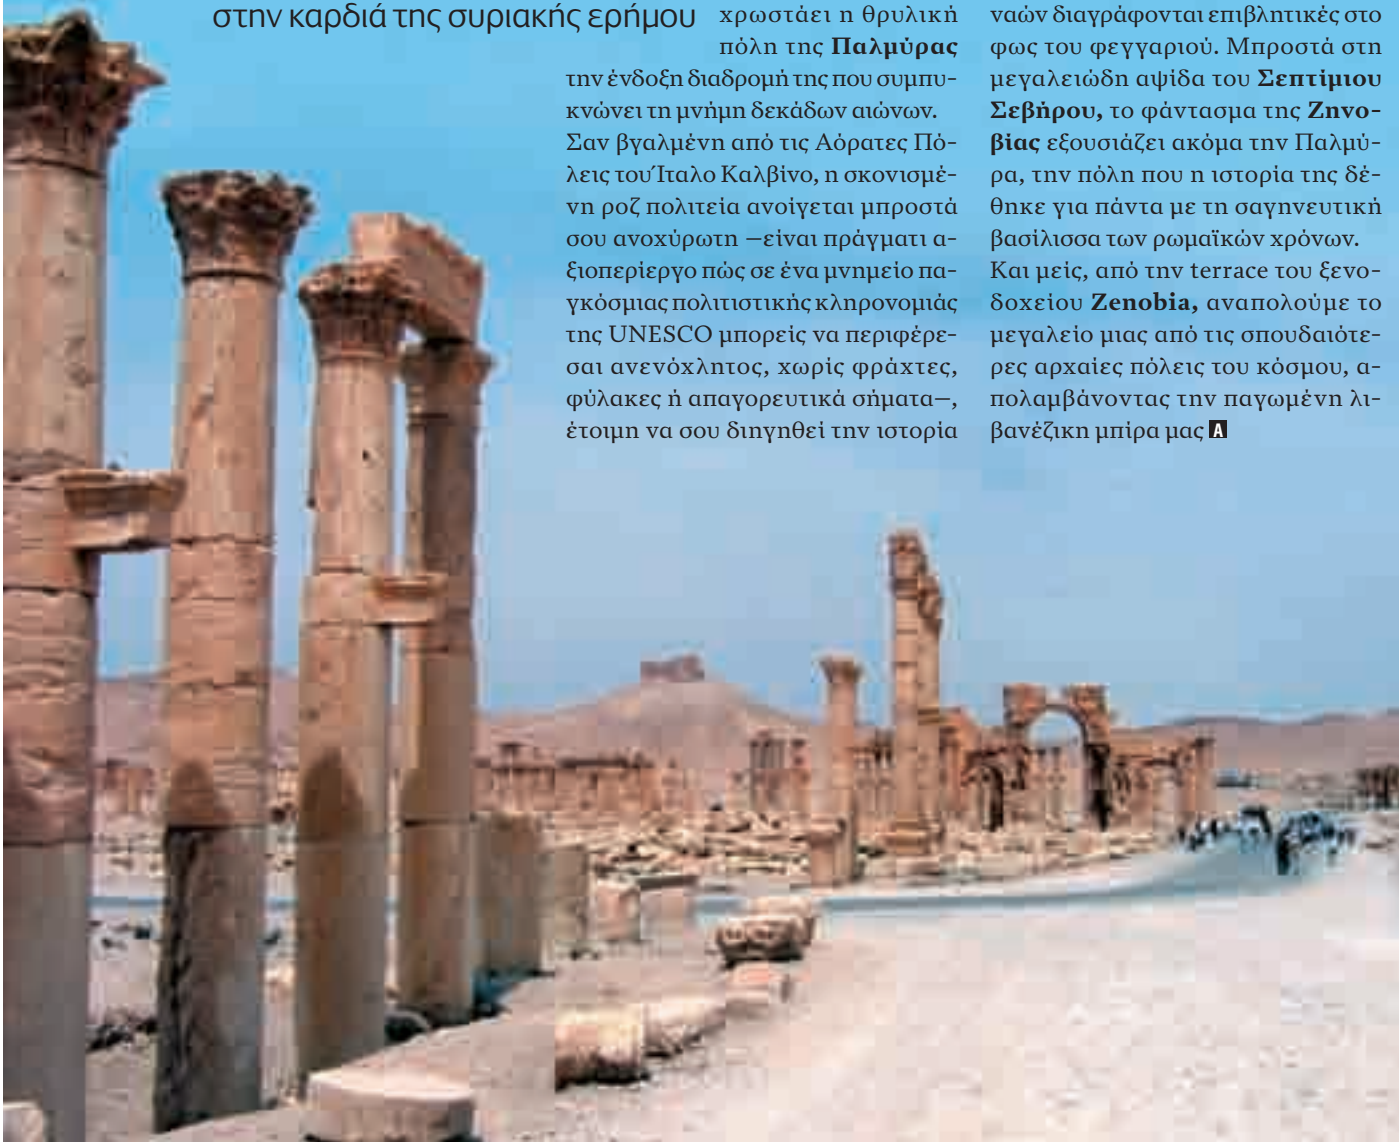 στην καρδιά της συριακής ερήμου
χρωστάει η θρυλική
πόλη της Παλμύρας
την ένδοξη διαδρομή της που συμπυ-
κνώνει τη μνήμη δεκάδων αιώνων.
Σαν βγαλμένη από τις Αόρατες Πό-
λεις του Ίταλο Καλβίνο, η σκονισμέ-
νη ροζ πολιτεία ανοίγεται μπροστά
σου ανοχύρωτη –είναι πράγματι α-
ξιοπερίεργο πώς σε ένα μνημείο πα-
γκόσμιας πολιτιστικής κληρονομιάς
της UNESCO μπορείς να περιφέρε-
σαι ανενόχλητος, χωρίς φράχτες,
φύλακες ή απαγορευτικά σήματα–,
έτοιμη να σου διηγηθεί την ιστορία
ναών διαγράφονται επιβλητικές στο
φως του φεγγαριού. Μπροστά στη
μεγαλειώδη αψίδα του Σεπτίμιου
Σεβήρου, το φάντασμα της Ζηνο-
βίας εξουσιάζει ακόμα την Παλμύ-
ρα, την πόλη που η ιστορία της δέ-
θηκε για πάντα με τη σαγηνευτική
βασίλισσα των ρωμαϊκών χρόνων.
Και μείς, από την terrace του ξενο-
δοχείου Zenobia, αναπολούμε το
μεγαλείο μιας από τις σπουδαιότε-
ρες αρχαίες πόλεις του κόσμου, α-
πολαμβάνοντας την παγωμένη λι-
βανέζικη μπίρα μας A